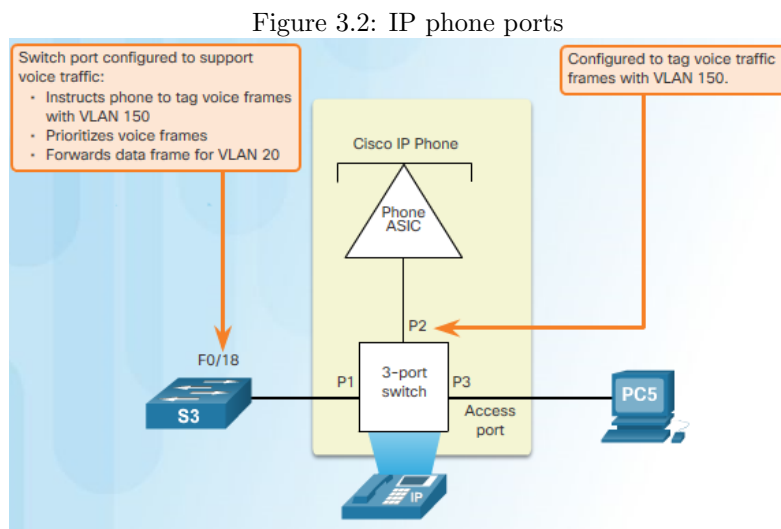 Figure 3.2: IP phone ports
Switch port configured to support
voice traffic:
• Instructs phone to tag voice frames
with VLAN 150
• Prioritizes voice frames
• Forwards data frame for VLAN 20
Configured to tag voice traffic
frames with VLAN 150.
Cisco IP Phone
Phone
ASIC
P2
F0/18
P1
3-port
switch
P3
S3
Access
port
PC5
IP